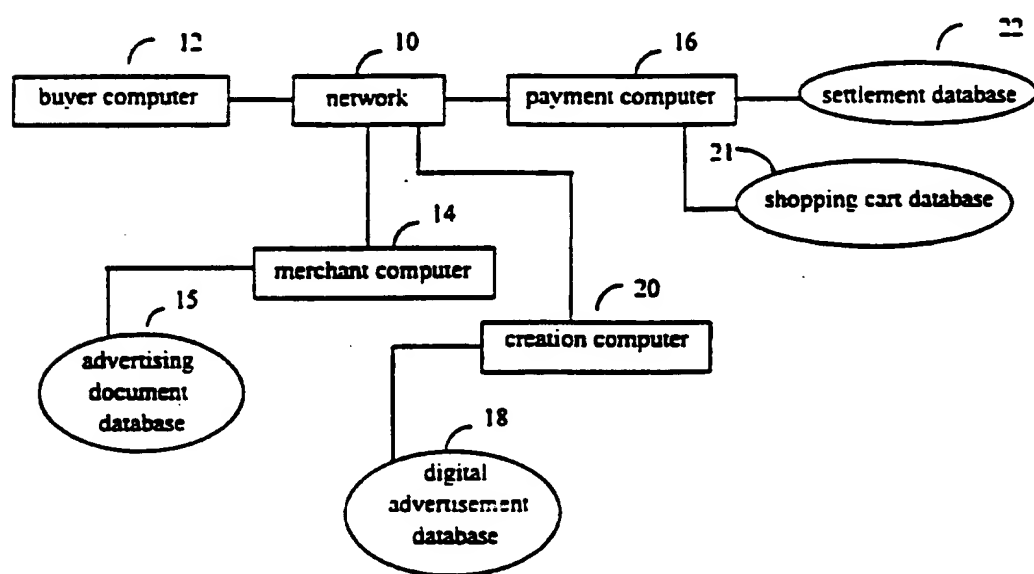 12
10
16
22
buyer computer
network
payment computer
settlement database
21
shopping cart database
14
merchant computer
15
20
advertising
document
database
creation computer
18
digital
advertisement
database